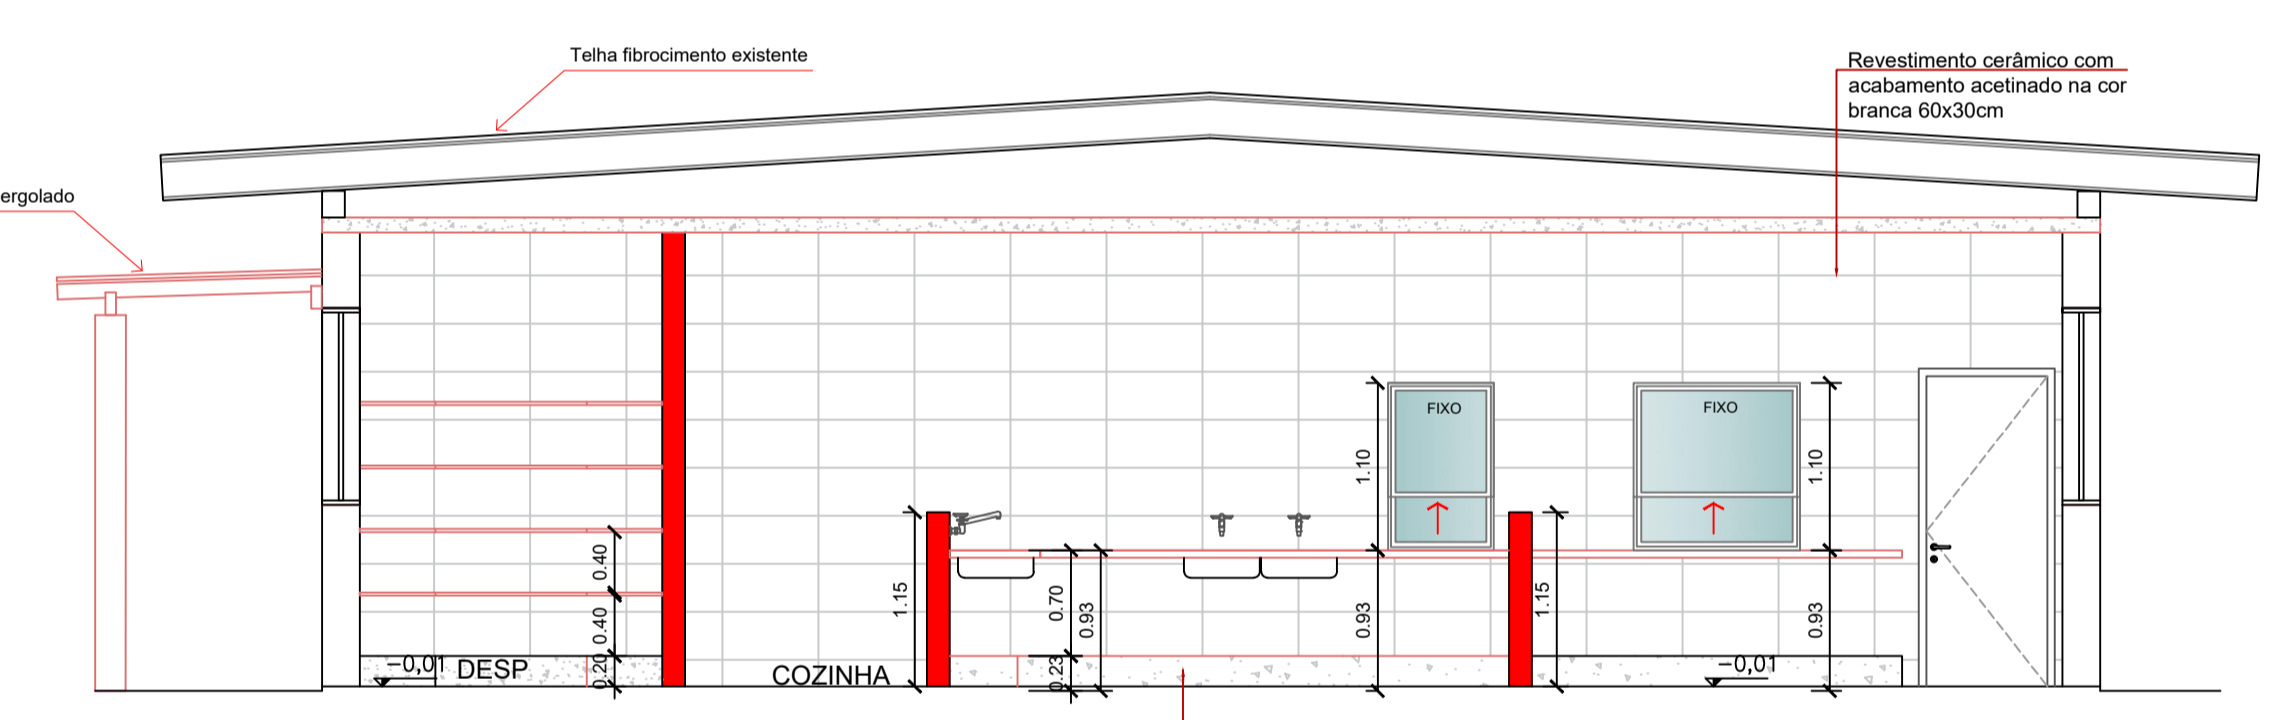 Telha fibrocimento existente
Revestimento cerâmico com
acabamento acetinado na cor
branca 60x30cm
ergolado
FIXO
FIXO
1.10
1.10
0.40
0.40
0.20
1.15
0.70
0.93
0.23
0.93
1.15
0.93
−0,01
DESP
COZINHA
−0,01